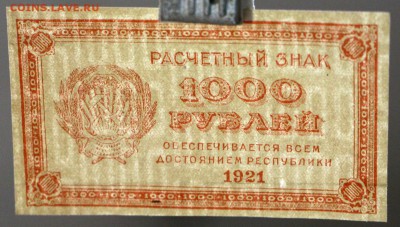 COINS.LAVE.RU
РАСЧЕТНЫЙ ЗНАК
1000
РУБЛЕЙ
ОБЕСПЕЧИВАЕТСЯ ВСЕМ
ДОСТОЯНИЕМ РЕСПУБЛИКИ
1921